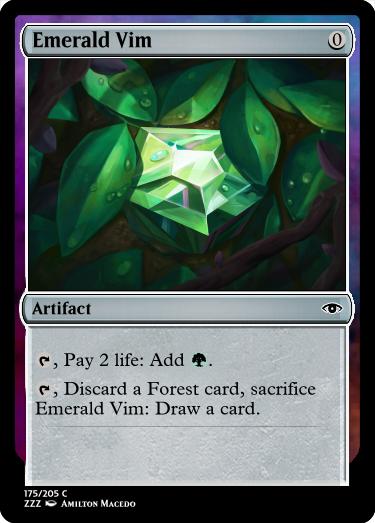 Emerald Vim 0
Artifact
, Pay 2 life: Add .
, Discard a Forest card, sacrifice
Emerald Vim: Draw a card.
175/205 C
ZZZ Amilton Macedo